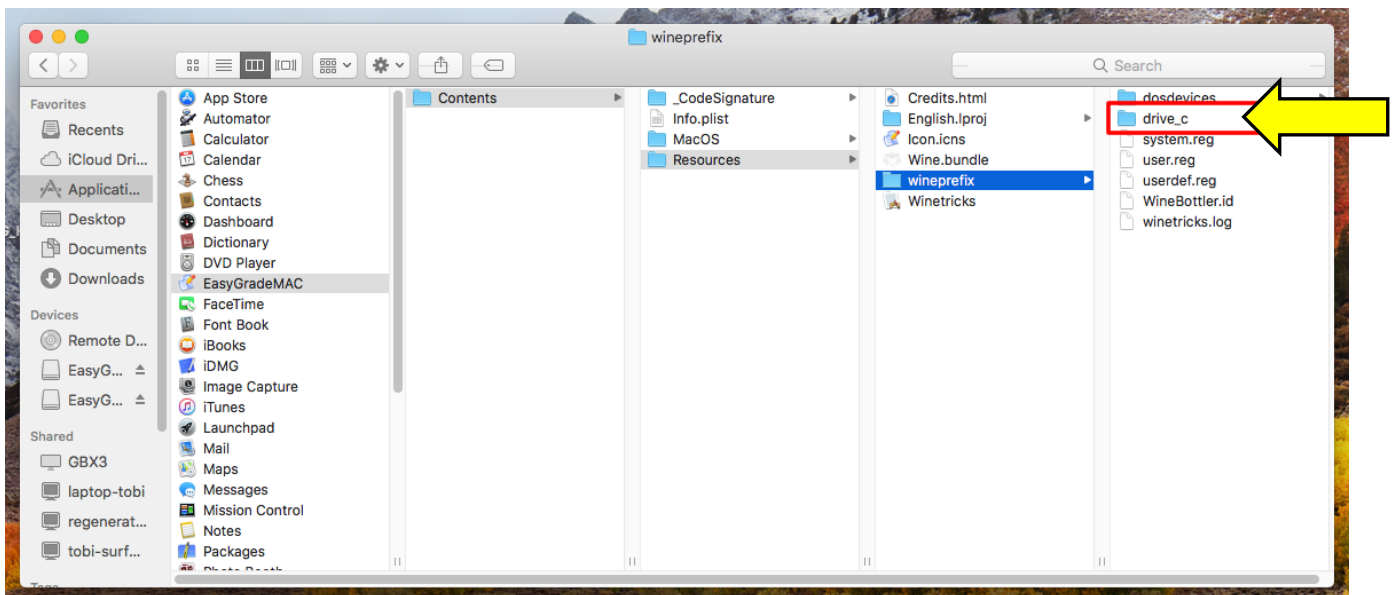 wineprefix
Search
Favorites
Recents
iCloud Dri...
Applicati...
Desktop
Documents
Downloads
Devices
Remote D...
EasyG...
EasyG...
Shared
GBX3
laptop-tobi
regenerat...
tobi-surf...
Tags
App Store
Automator
Calculator
Calendar
Chess
Contacts
Dashboard
Dictionary
DVD Player
EasyGradeMAC
FaceTime
Font Book
iBooks
iDMG
Image Capture
iTunes
Launchpad
Mail
Maps
Messages
Mission Control
Notes
Packages
Photo Booth
Contents
_CodeSignature
Info.plist
MacOS
Resources
Credits.html
English.lproj
Icon.icns
Wine.bundle
wineprefix
Winetricks
dosdevices
drive_c
system.reg
user.reg
userdef.reg
WineBottler.id
winetricks.log